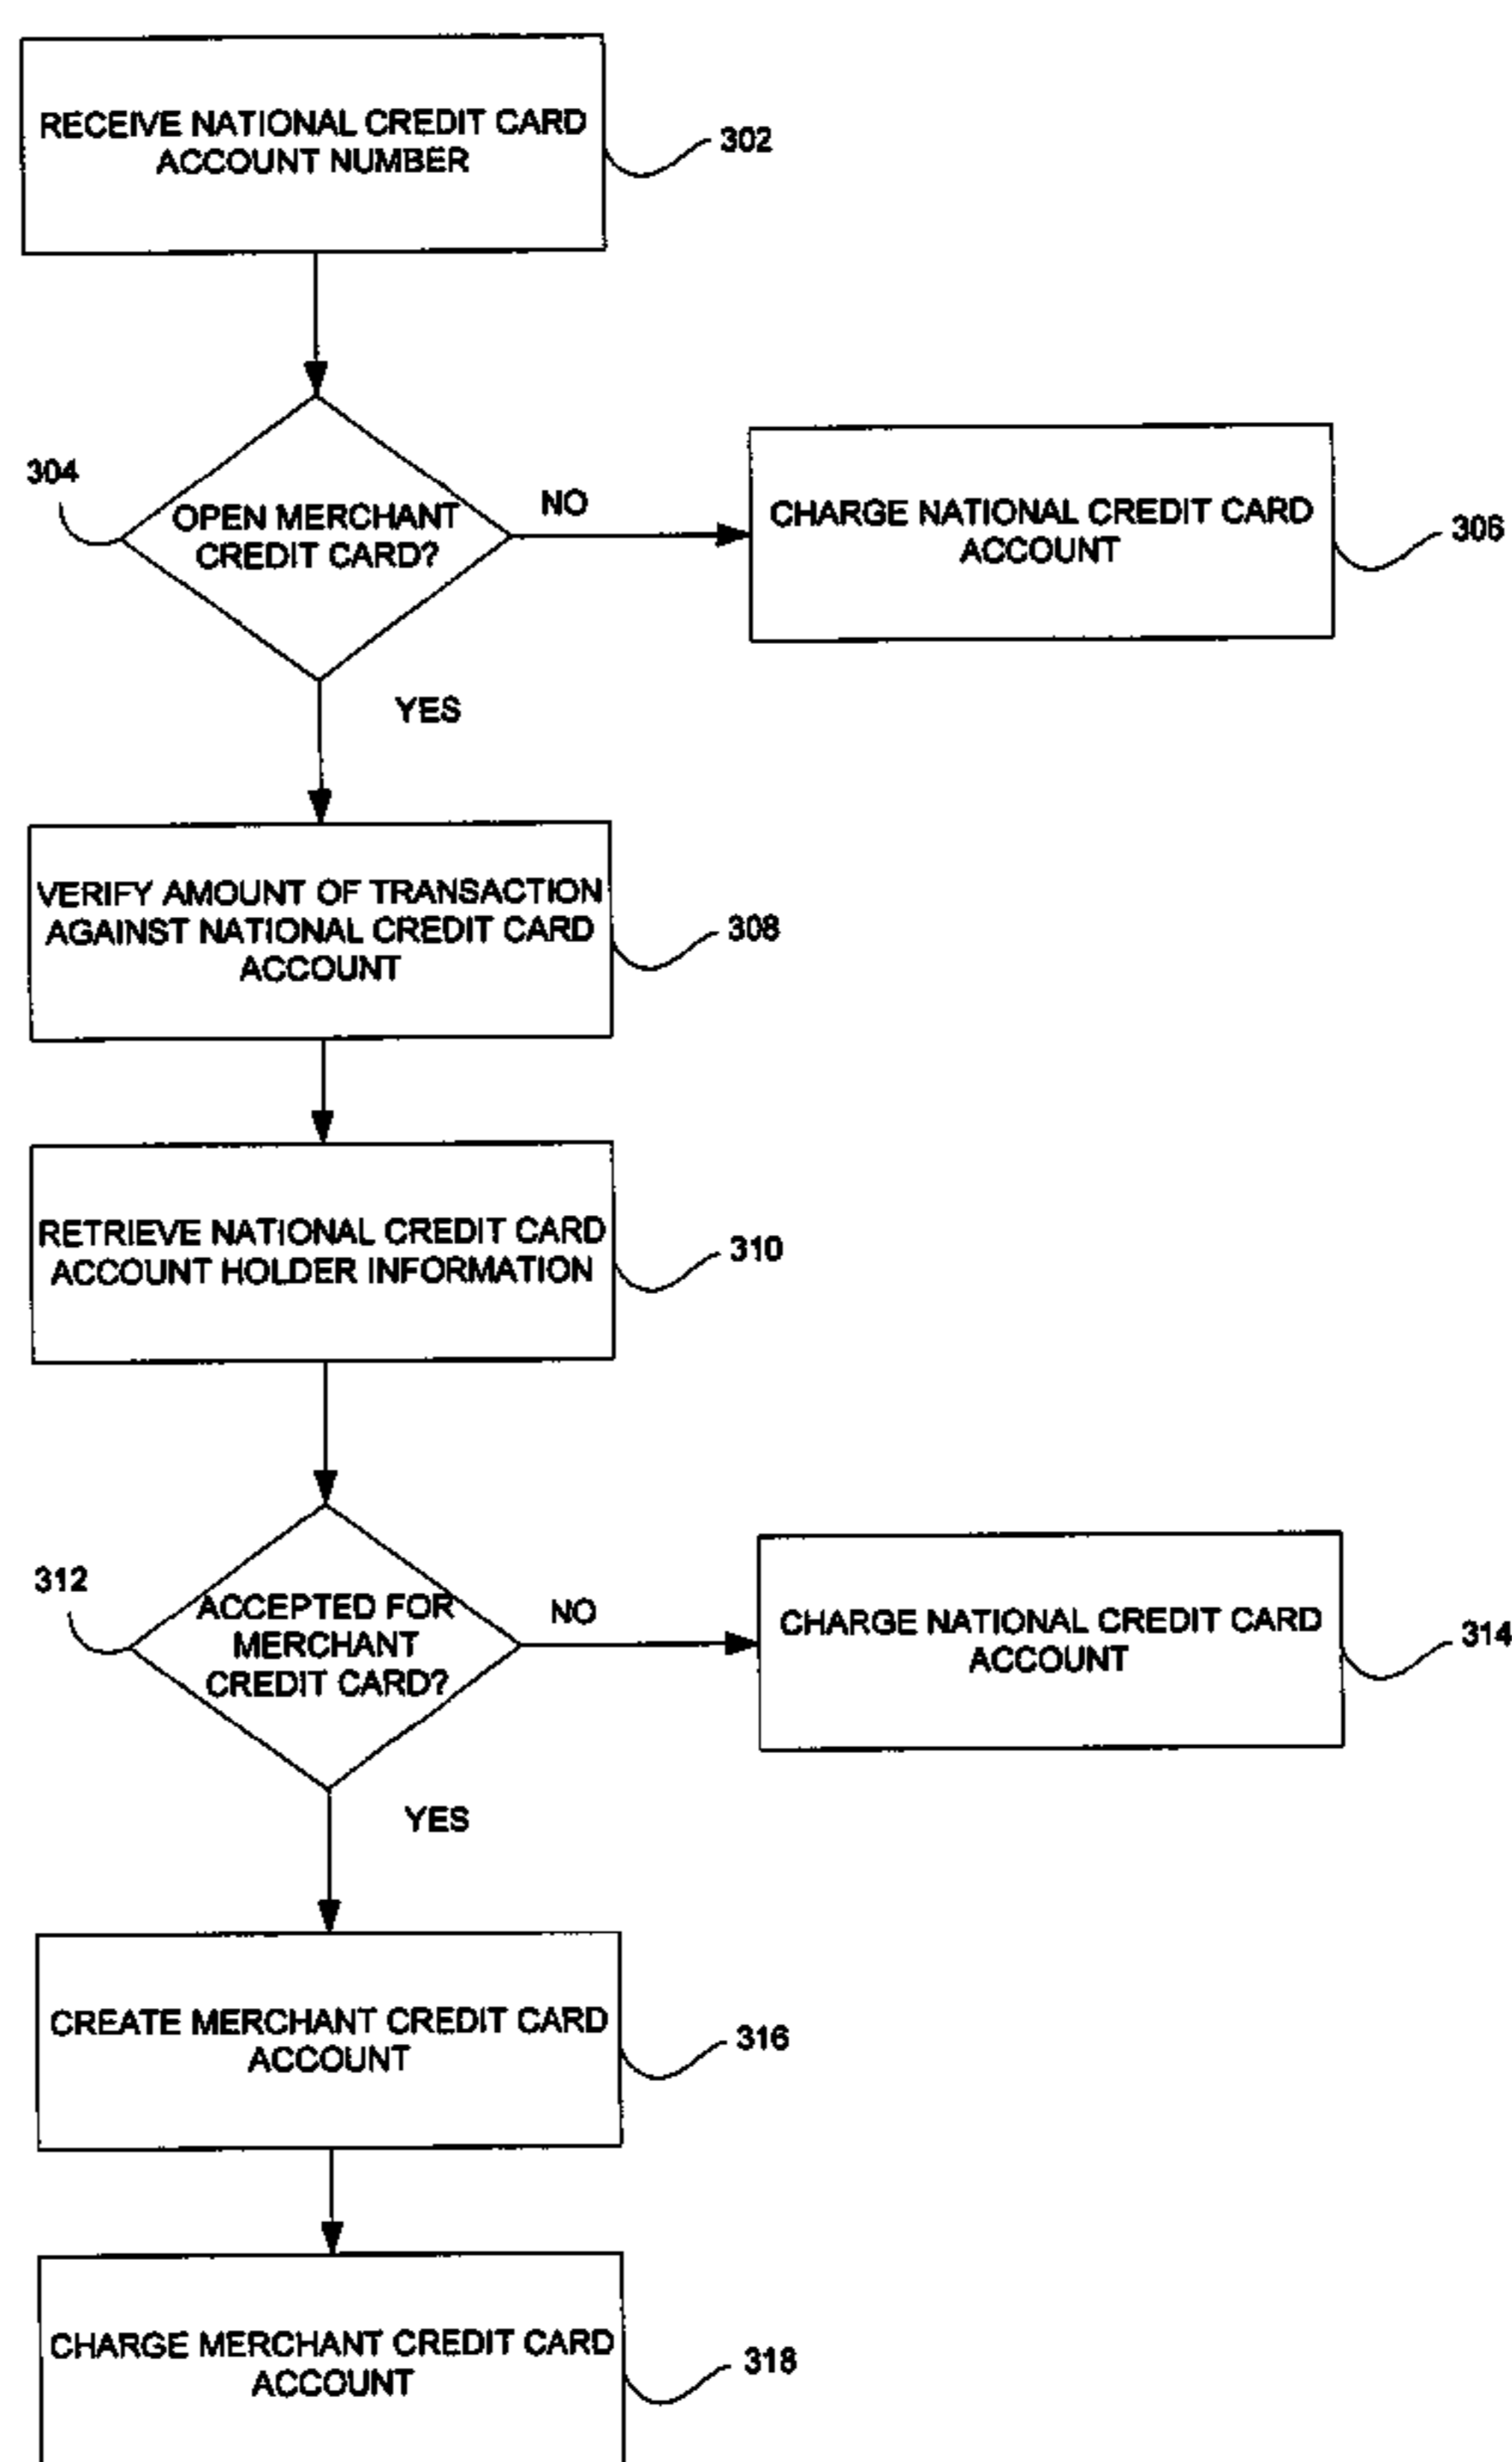 RECEIVE NATIONAL CREDIT CARD
ACCOUNT NUMBER
302
304
OPEN MERCHANT
CREDIT CARD?
NO
CHARGE NATIONAL CREDIT CARD
ACCOUNT
306
YES
VERIFY AMOUNT OF TRANSACTION
AGAINST NATIONAL CREDIT CARD
ACCOUNT
308
RETRIEVE NATIONAL CREDIT CARD
ACCOUNT HOLDER INFORMATION
310
312
ACCEPTED FOR
MERCHANT
CREDIT CARD?
NO
CHARGE NATIONAL CREDIT CARD
ACCOUNT
314
YES
CREATE MERCHANT CREDIT CARD
ACCOUNT
316
CHARGE MERCHANT CREDIT CARD
ACCOUNT
318